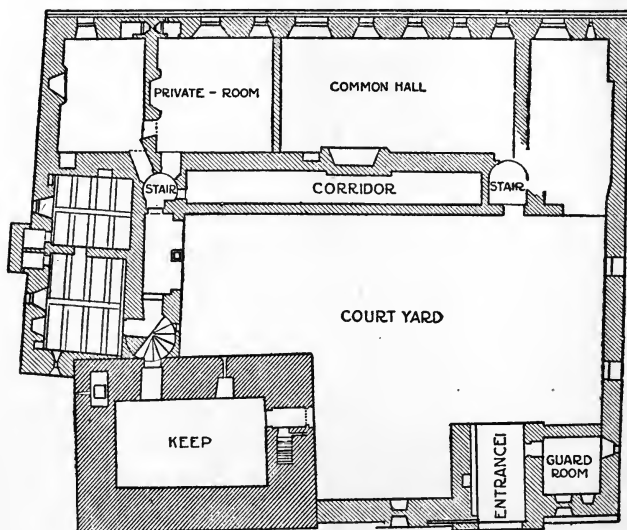 PRIVATE - ROOM
COMMON HALL
STAIR
CORRIDOR
STAIR
COURT YARD
KEEP
ENTRANCE
GUARD
ROOM